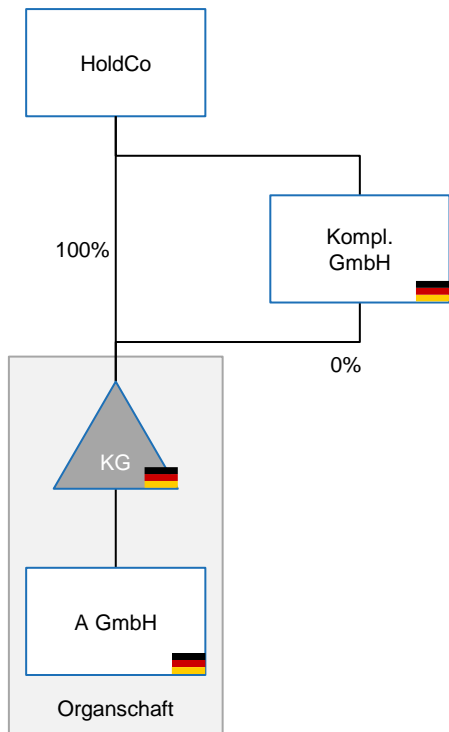 HoldCo
Kompl.
GmbH
100%
0%
KG
A GmbH
Organschaft